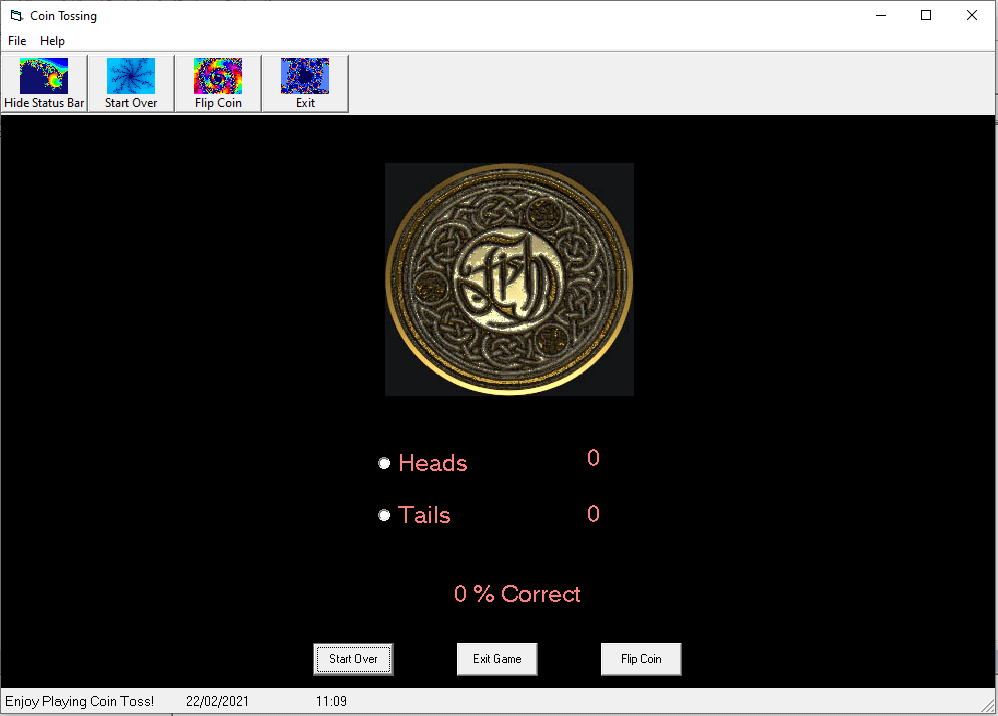 Coin Tossing
File Help
Hide Status Bar Start Over Flip Coin Exit
Heads 0
Tails 0
0 % Correct
Start Over Exit Game Flip Coin
Enjoy Playing Coin Toss! 22/02/2021 11:09